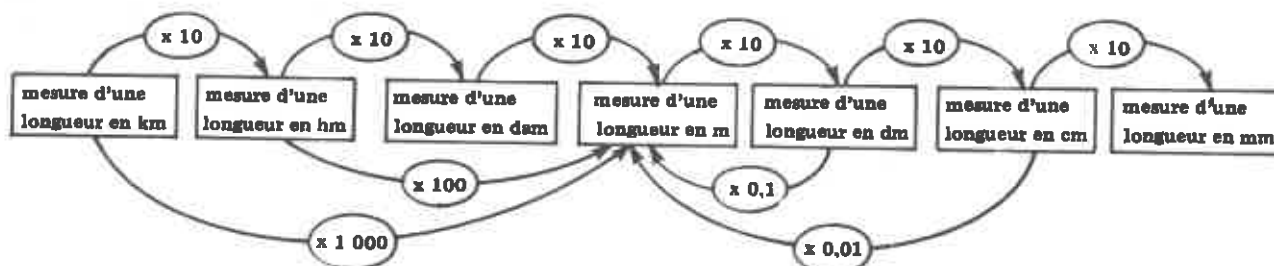 x 10 x 10 x 10 x 10 x 10 x 10
mesure d'une
longueur en km
mesure d'une
longueur en hm
mesure d'une
longueur en dam
mesure d'une
longueur en m
mesure d'une
longueur en dm
mesure d'une
longueur en cm
mesure d'une
longueur en mm
x 100
x 0,1
x 1 000
x 0,01